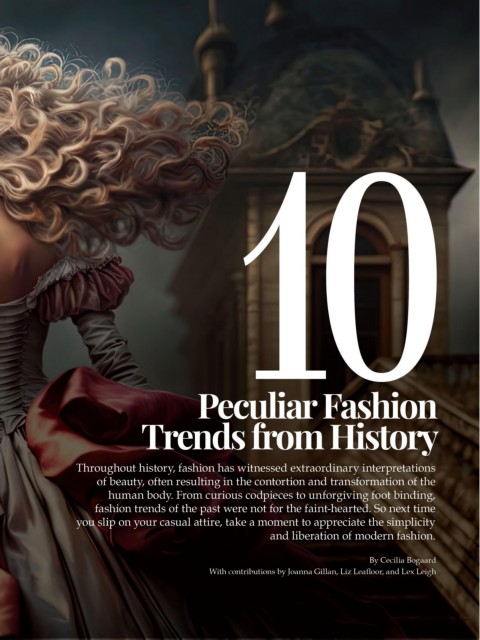 10
Peculiar Fashion
Trends from History
Throughout history, fashion has witnessed extraordinary interpretations
of beauty, often resulting in the contortion and transformation of the
human body. From curious codpieces to unforgiving foot binding,
fashion trends of the past were not for the faint-hearted. So next time
you slip on your casual attire, take a moment to appreciate the simplicity
and liberation of modern fashion.
By Cecilia Bogaard
With contributions by Joanna Gillan, Liz Leafloor, and Lex Leigh